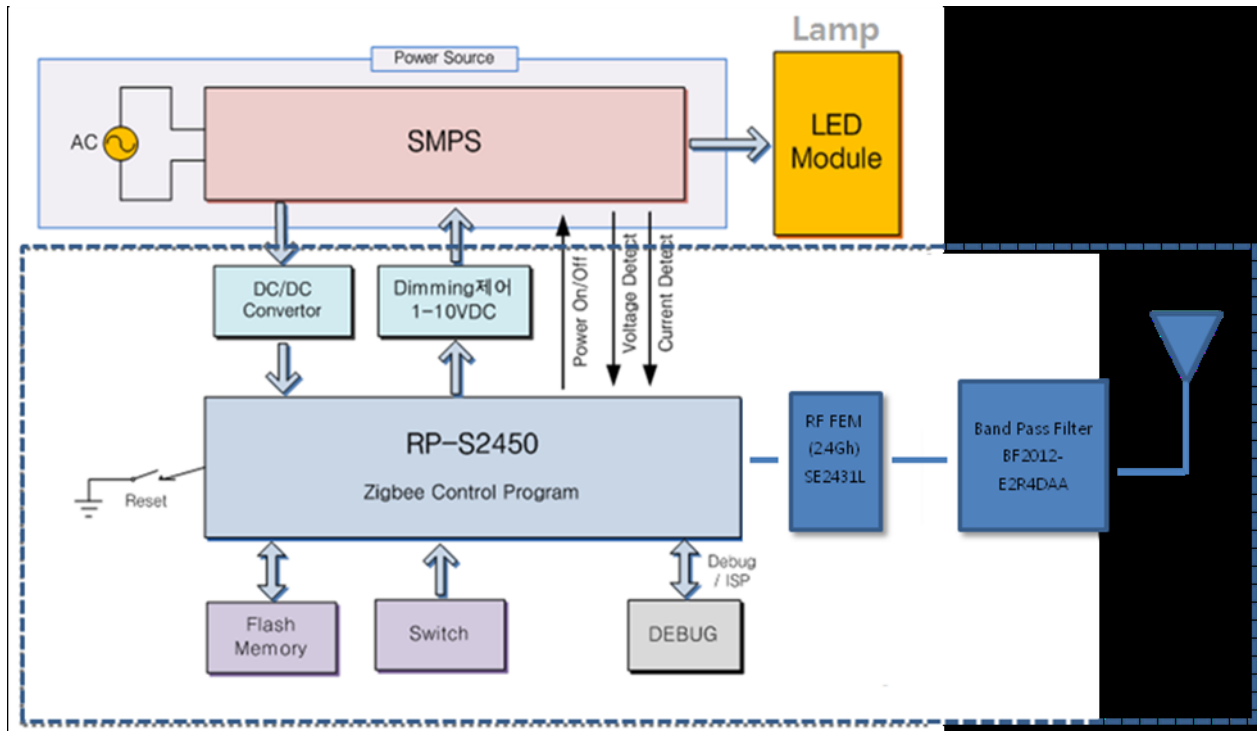 Lamp
Power Source
AC
SMPS
LED
Module
DC/DC
Convertor
Dimming제어
1-10VDC
Power On/Off
Voltage Detect
Current Detect
RP-S2450
Zigbee Control Program
Reset
RF FEM
(24Gh)
SE2431L
Band Pass Filter
BF2012-
E2R4DAA
Flash
Memory
Switch
Debug
/ ISP
DEBUG